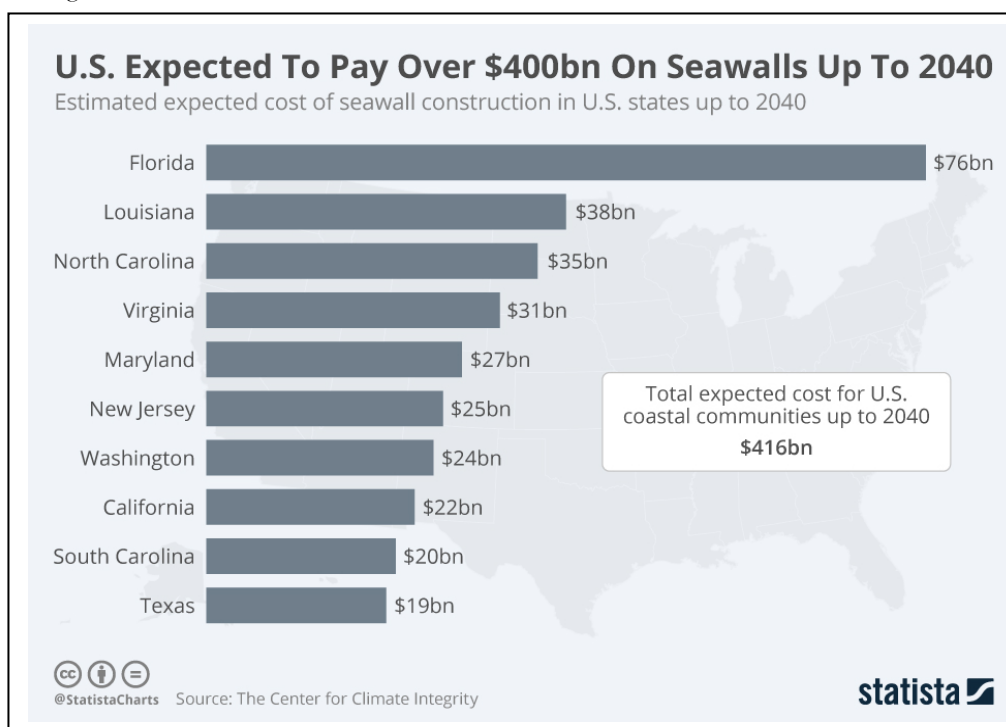 U.S. Expected To Pay Over $400bn On Seawalls Up To 2040
Estimated expected cost of seawall construction in U.S. states up to 2040
Florida $76bn
Louisiana $38bn
North Carolina $35bn
Virginia $31bn
Maryland $27bn
New Jersey $25bn
Washington $24bn
California $22bn
South Carolina $20bn
Texas $19bn
Total expected cost for U.S.
coastal communities up to 2040
$416bn
cc
@StatistaCharts Source: The Center for Climate Integrity
statista